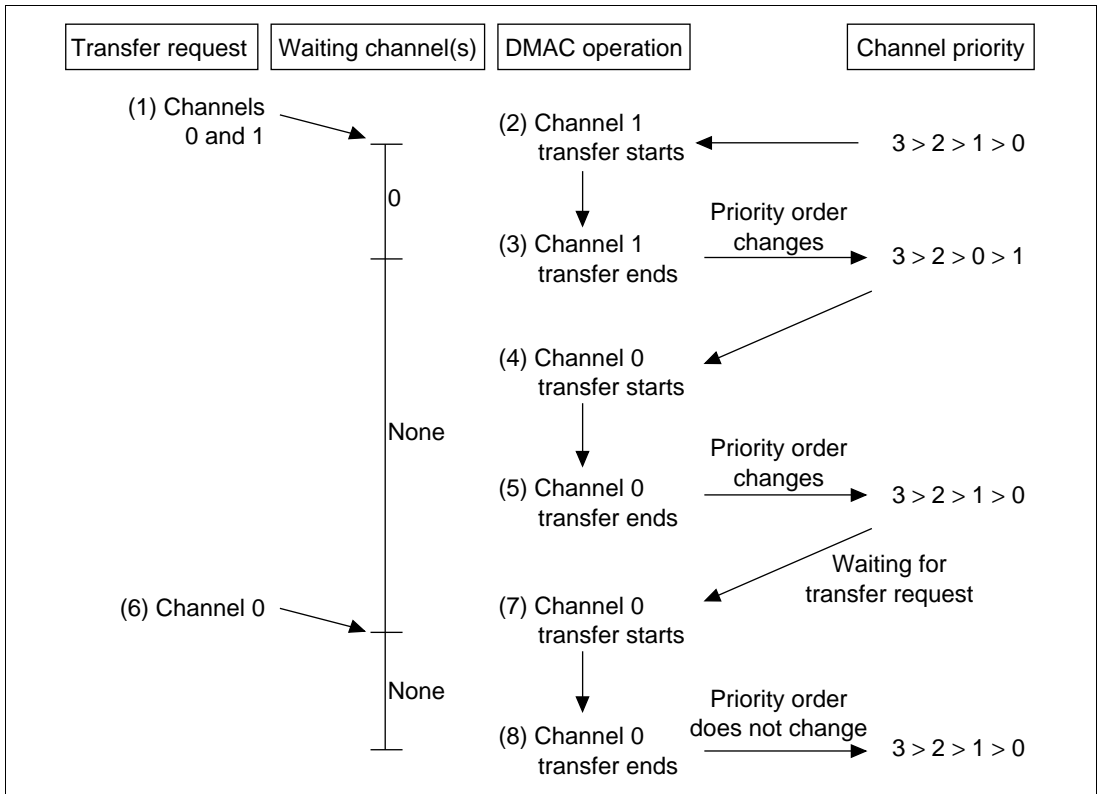 Transfer request
Waiting channel(s)
DMAC operation
Channel priority
(1) Channels
0 and 1
(2) Channel 1
transfer starts
3 > 2 > 1 > 0
0
(3) Channel 1
transfer ends
Priority order
changes
3 > 2 > 0 > 1
(4) Channel 0
transfer starts
None
(5) Channel 0
transfer ends
Priority order
changes
3 > 2 > 1 > 0
Waiting for
transfer request
(6) Channel 0
(7) Channel 0
transfer starts
None
(8) Channel 0
transfer ends
Priority order
does not change
3 > 2 > 1 > 0